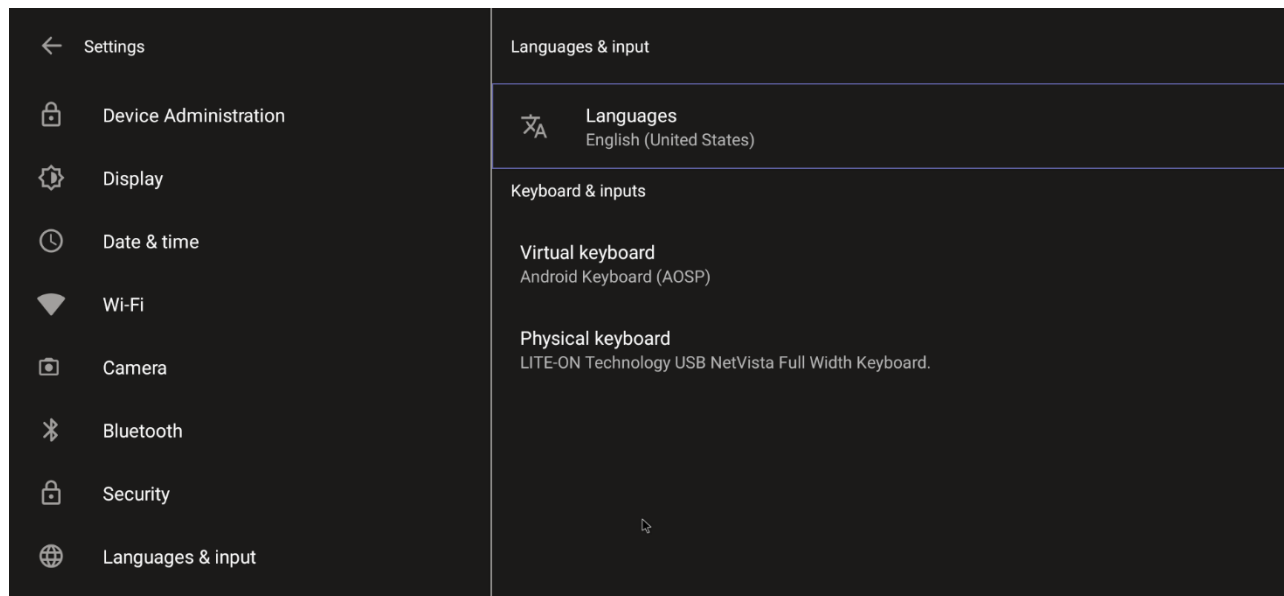 Settings
Device Administration
Display
Date & time
Wi-Fi
Camera
Bluetooth
Security
Languages & input
Languages & input
Languages
English (United States)
Keyboard & inputs
Virtual keyboard
Android Keyboard (AOSP)
Physical keyboard
LITE-ON Technology USB NetVista Full Width Keyboard.